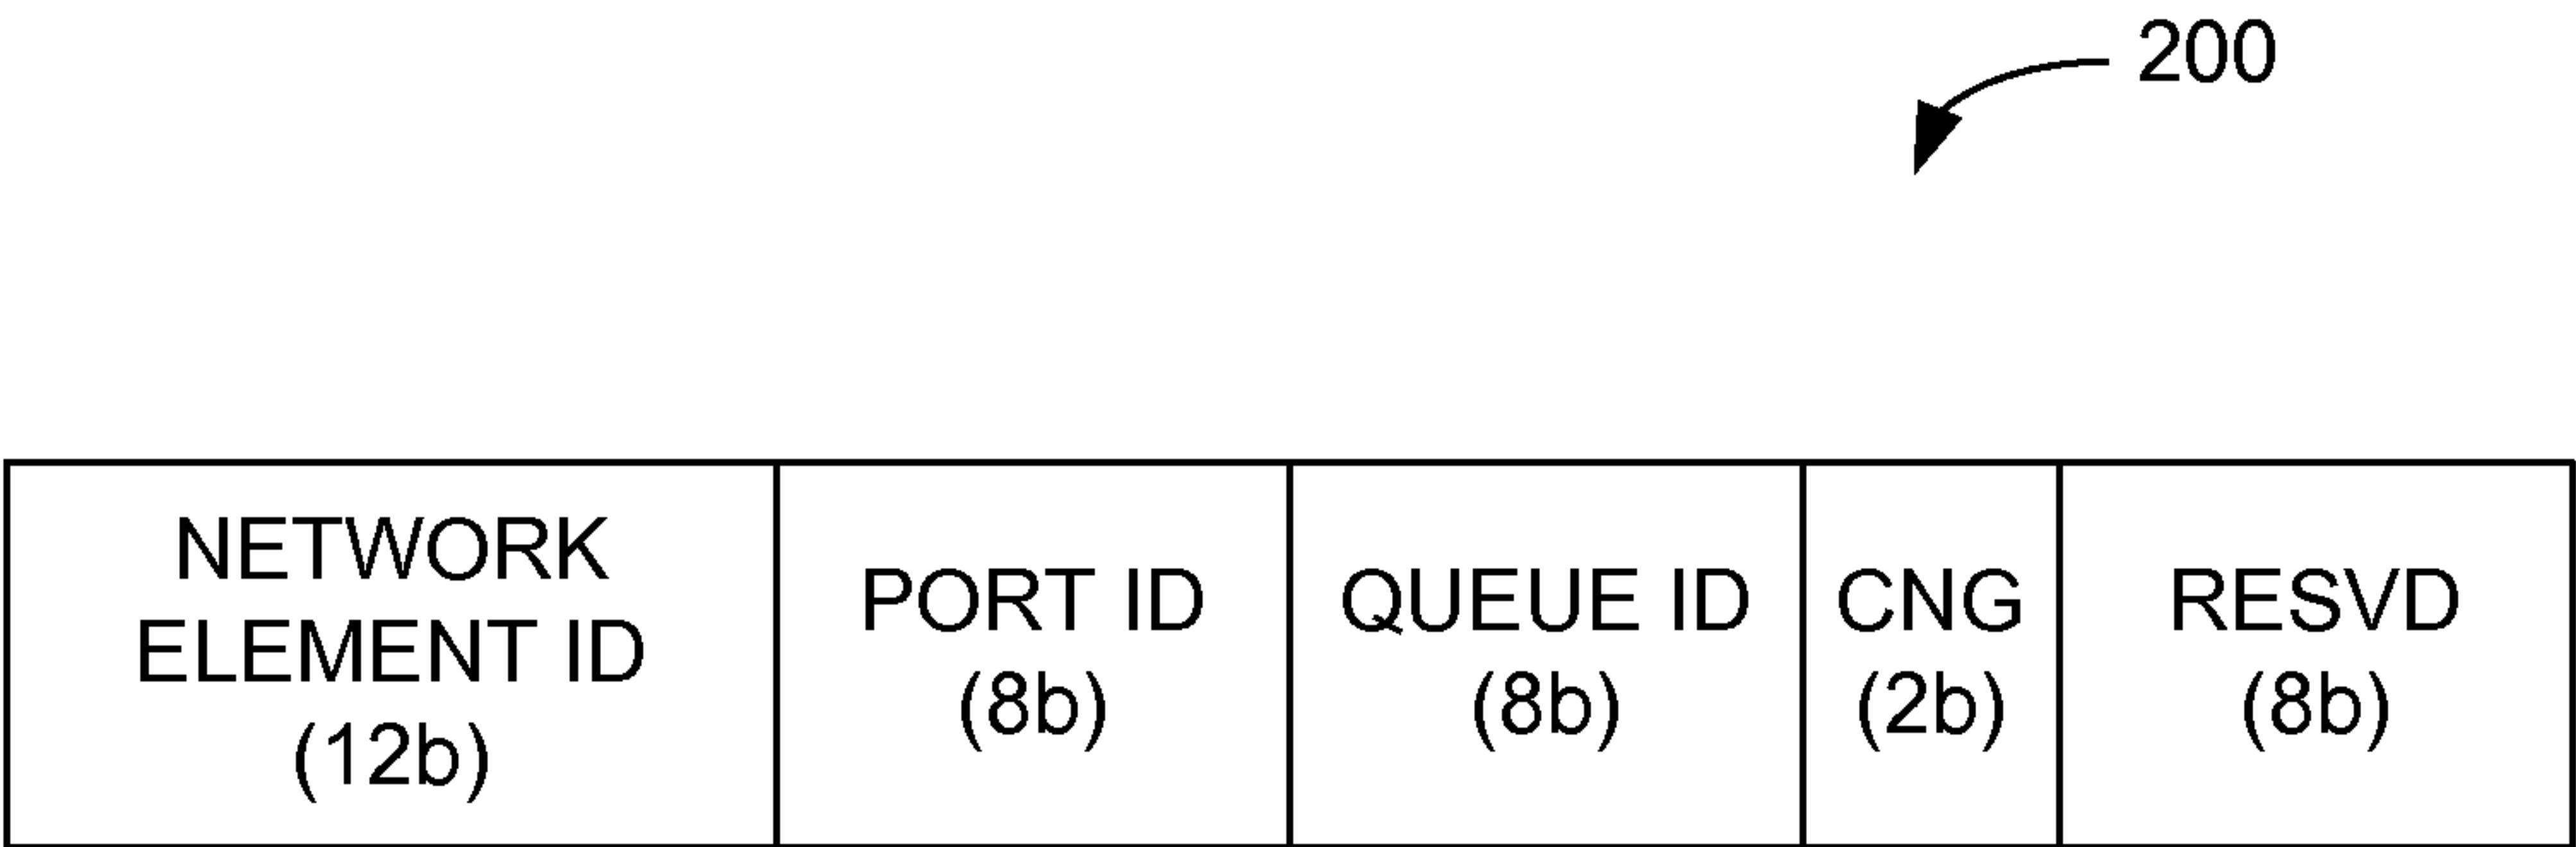 200
NETWORK
ELEMENT ID
(12b)
PORT ID
(8b)
QUEUE ID
(8b)
CNG
(2b)
RESVD
(8b)